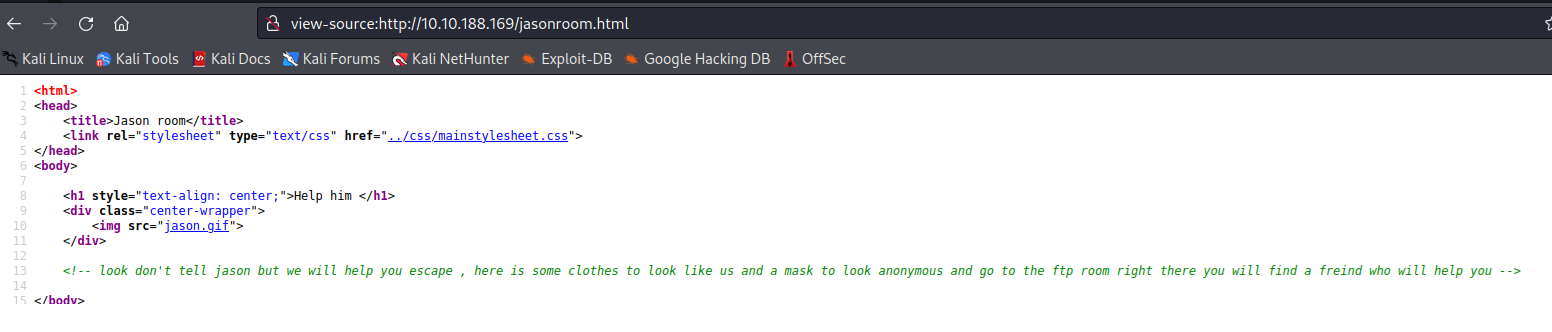 view-source:http://10.10.188.169/jasonroom.html
Kali Linux Kali Tools Kali Docs Kali Forums Kali NetHunter Exploit-DB Google Hacking DB OffSec
1 <html>
2 <head>
3 <title>Jason room</title>
4 <link rel="stylesheet" type="text/css" href="../css/mainstylesheet.css">
5 </head>
6 <body>
7
8 <h1 style="text-align: center;">Help him </h1>
9 <div class="center-wrapper">
10 <img src="jason.gif">
11 </div>
12
13 <!-- look don't tell jason but we will help you escape , here is some clothes to look like us and a mask to look anonymous and go to the ftp room right there you will find a freind who will help you -->
14
15 </body>